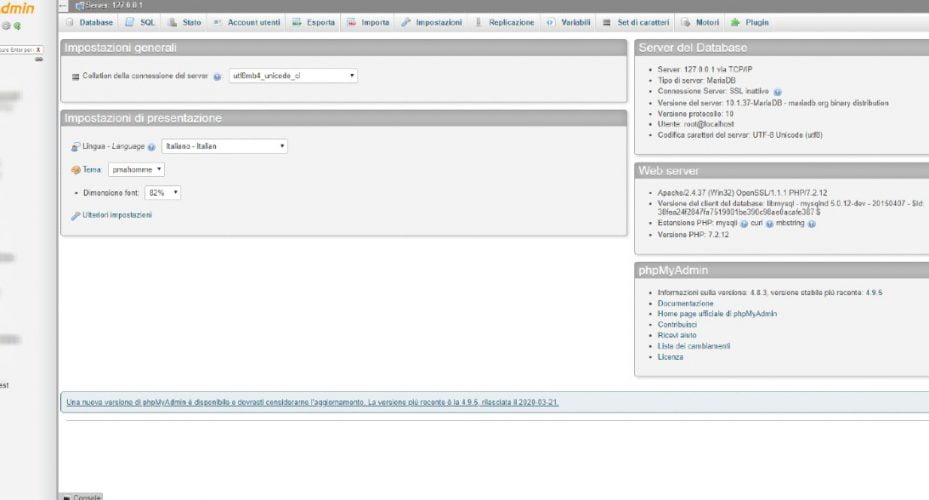 admin
Server: 127.0.0.1
Database SQL Stato Account utenti Esporta Importa Impostazioni Replicazione Variabili Set di caratteri Motori Plugin
Impostazioni generali
Collation della connessione del server utf8mb4_unicode_ci
Impostazioni di presentazione
Lingua - Language Italiano - Italian
Tema: pmahomme
Dimensione font: 82%
Ulteriori impostazioni
Server del Database
Server: 127.0.0.1 via TCP/IP
Tipo di server: MariaDB
Connessione Server: SSL inattivo
Versione del server: 10.1.37-MariaDB - mariadb.org binary distribution
Versione protocollo: 10
Utente: root@localhost
Codifica caratteri del server: UTF-8 Unicode (utf8)
Web server
Apache/2.4.37 (Win32) OpenSSL/1.1.1 PHP/7.2.12
Versione del client del database: libmysql - mysqlnd 5.0.12-dev - 20150407 - $Id:
Estensione PHP: mysqli curl mbstring
Versione PHP: 7.2.12
phpMyAdmin
Informazioni sulla versione: 4.8.3, versione stabile più recente: 4.9.5
Documentazione
Home page ufficiale di phpMyAdmin
Contribuisci
Ricevi aiuto
Lista dei cambiamenti
Licenza
est
Una nuova versione di phpMyAdmin è disponibile e dovresti considerarne l'aggiornamento. La versione più recente è la 4.9.5, rilasciata il 2020-03-21.
Console